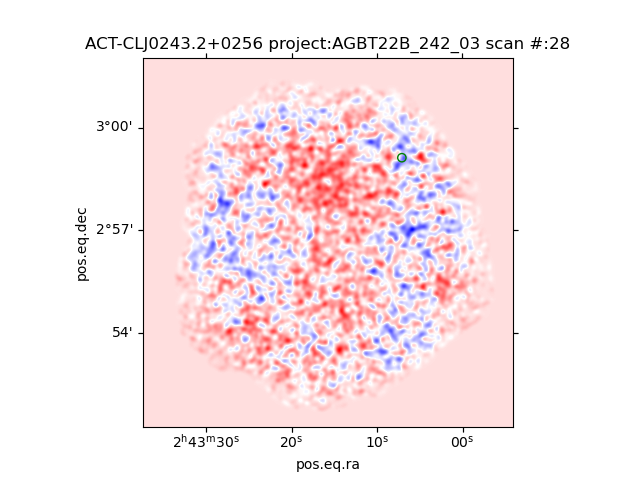 ACT-CLJ0243.2+0256 project:AGBT22B_242_03 scan #:28
3°00'
2°57'
54'
pos.eq.dec
2h43m30s 20s 10s 00s
pos.eq.ra